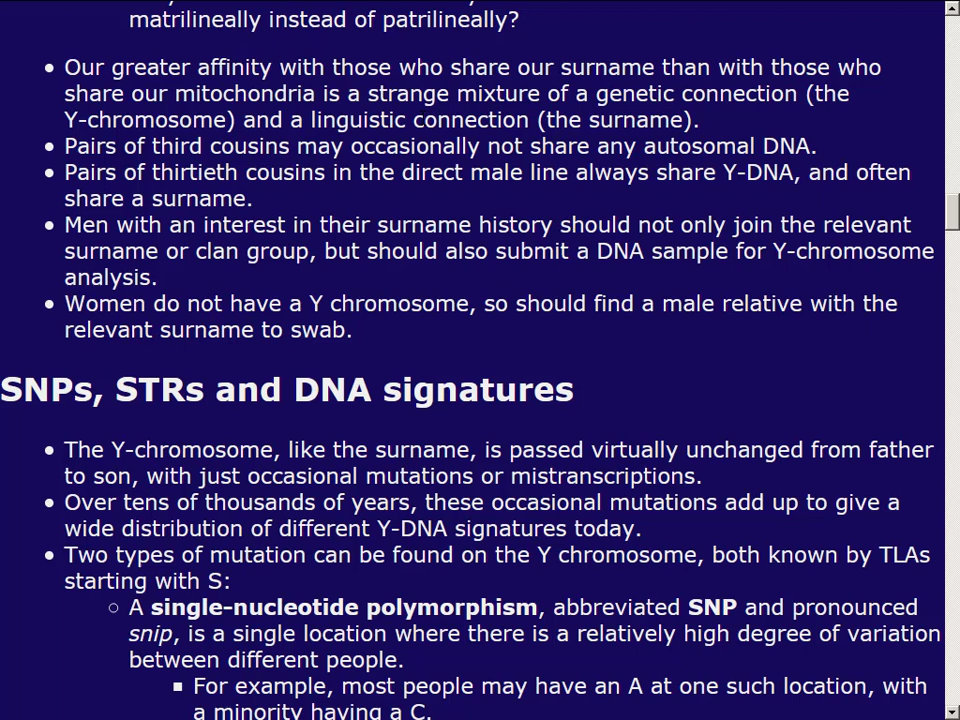 matrilineally instead of patrilineally?
• Our greater affinity with those who share our surname than with those who
share our mitochondria is a strange mixture of a genetic connection (the
Y-chromosome) and a linguistic connection (the surname).
• Pairs of third cousins may occasionally not share any autosomal DNA.
• Pairs of thirtieth cousins in the direct male line always share Y-DNA, and often
share a surname.
• Men with an interest in their surname history should not only join the relevant
surname or clan group, but should also submit a DNA sample for Y-chromosome
analysis.
• Women do not have a Y chromosome, so should find a male relative with the
relevant surname to swab.
SNPs, STRs and DNA signatures
• The Y-chromosome, like the surname, is passed virtually unchanged from father
to son, with just occasional mutations or mistranscriptions.
• Over tens of thousands of years, these occasional mutations add up to give a
wide distribution of different Y-DNA signatures today.
• Two types of mutation can be found on the Y chromosome, both known by TLAs
starting with S:
○ A single-nucleotide polymorphism, abbreviated SNP and pronounced
snip, is a single location where there is a relatively high degree of variation
between different people.
▪ For example, most people may have an A at one such location, with
a minority having a C.